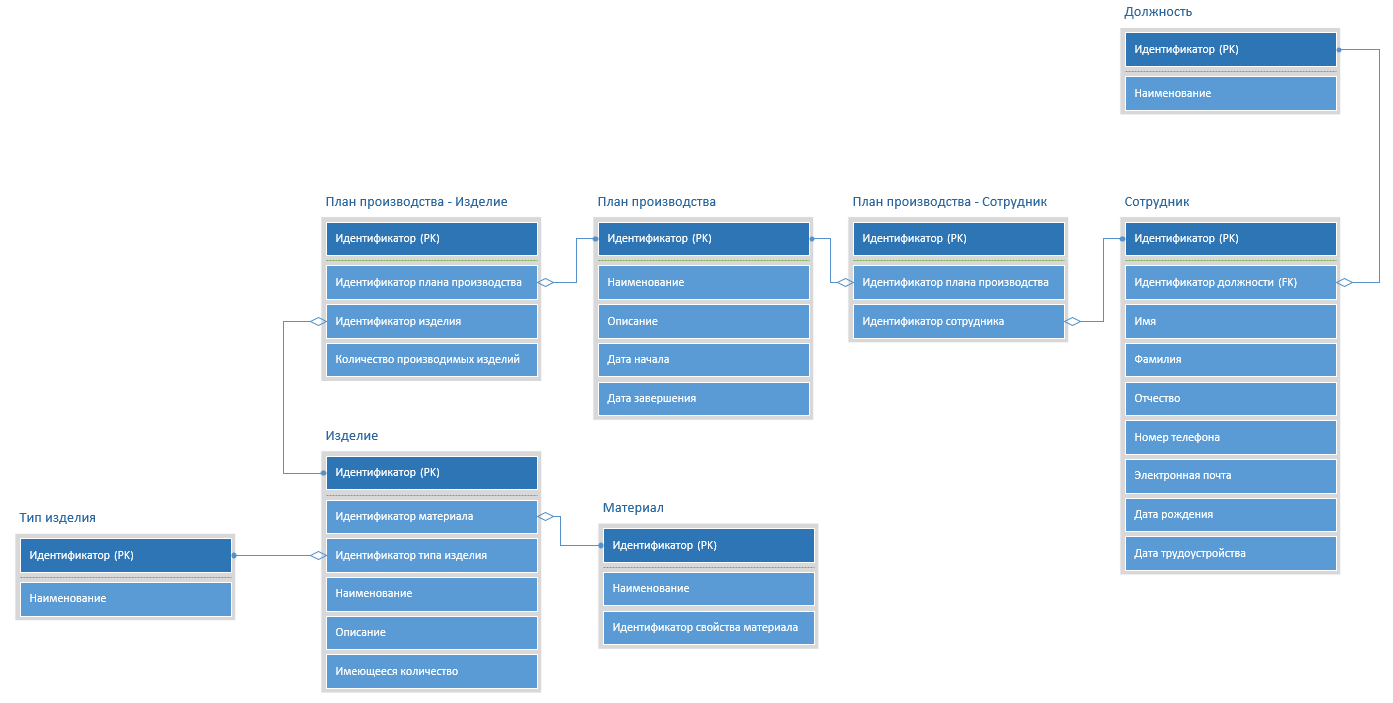 Должность
Идентификатор (PK)
Наименование
План производства - Изделие
Идентификатор (PK)
Идентификатор плана производства
Идентификатор изделия
Количество производимых изделий
План производства
Идентификатор (PK)
Наименование
Описание
Дата начала
Дата завершения
План производства - Сотрудник
Идентификатор (PK)
Идентификатор плана производства
Идентификатор сотрудника
Сотрудник
Идентификатор (PK)
Идентификатор должности (FK)
Имя
Фамилия
Отчество
Номер телефона
Электронная почта
Дата рождения
Дата трудоустройства
Изделие
Идентификатор (PK)
Идентификатор материала
Идентификатор типа изделия
Наименование
Описание
Имеющееся количество
Тип изделия
Идентификатор (PK)
Наименование
Материал
Идентификатор (PK)
Наименование
Идентификатор свойства материала